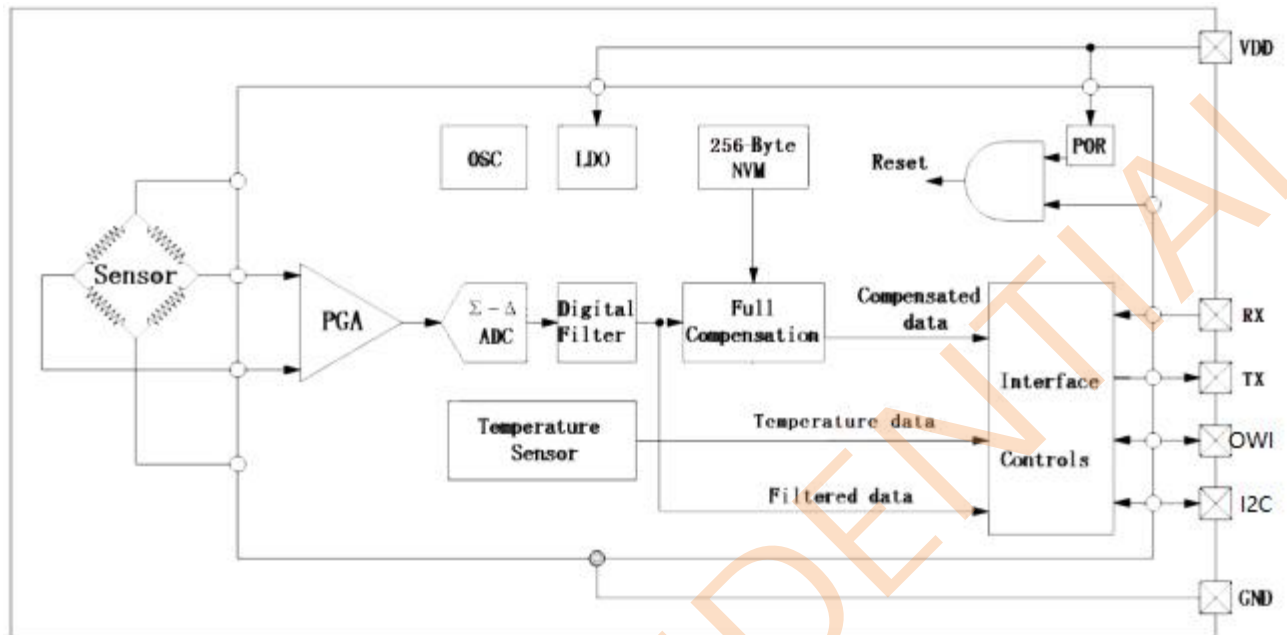 VDD
OSC
LDO
256-Byte
NVM
POR
Reset
Sensor
PGA
Σ-Δ
ADC
Digital
Filter
Full
Compensation
Compensated
data
RX
Interface
TX
Temperature
Sensor
Temperature data
Controls
OWI
Filtered data
I2C
GND
DENTIAL